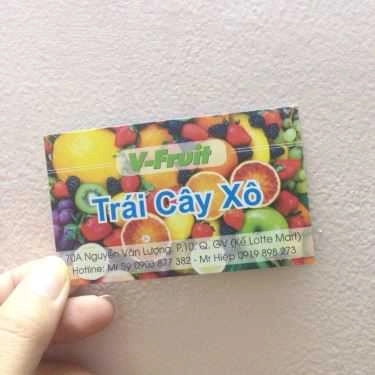 V-Fruit
Trái Cây Xô
70A Nguyễn Văn Lượng, P.10, Q. GV (Kế Lotte Mart)
Hotline: Mr Sỹ 0903 827 382 - Mr Hiệp 0919 898 273